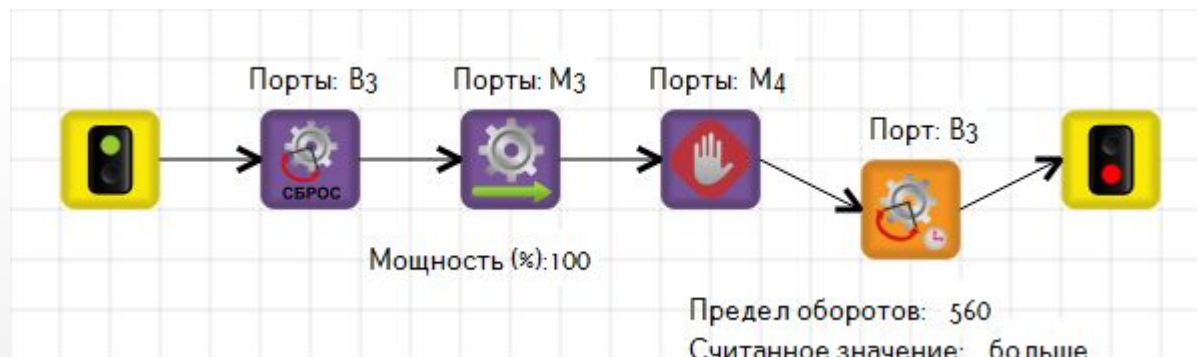 Порты: B3
Порты: M3
Порты: M4
Порт: B3
СБРОС
Мощность (%):100
Предел оборотов: 560
Считанное значение: больше